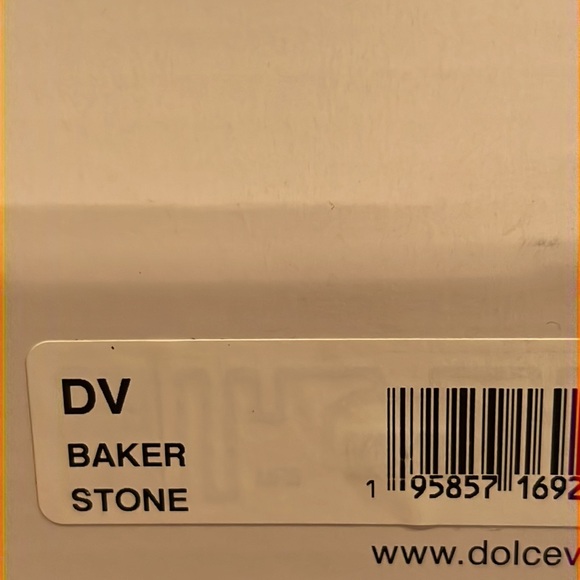 DV
BAKER
STONE
1 95857 1692
www.dolcev